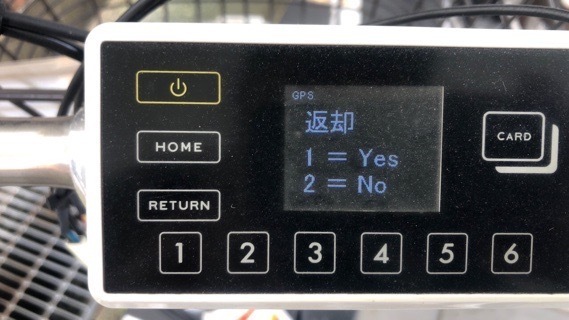 GPS
返却
1 = Yes
2 = No
HOME
RETURN
CARD
1 2 3 4 5 6